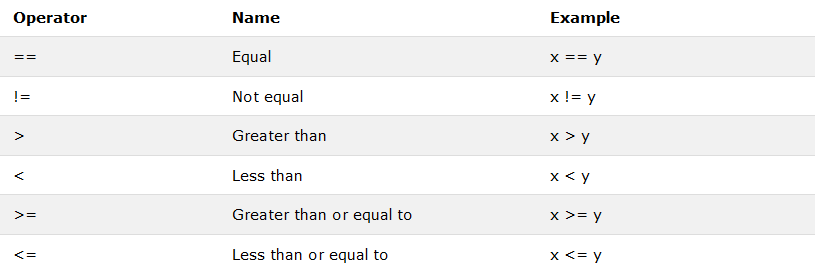 Operator Name Example
== Equal x == y
!= Not equal x != y
> Greater than x > y
< Less than x < y
>= Greater than or equal to x >= y
<= Less than or equal to x <= y